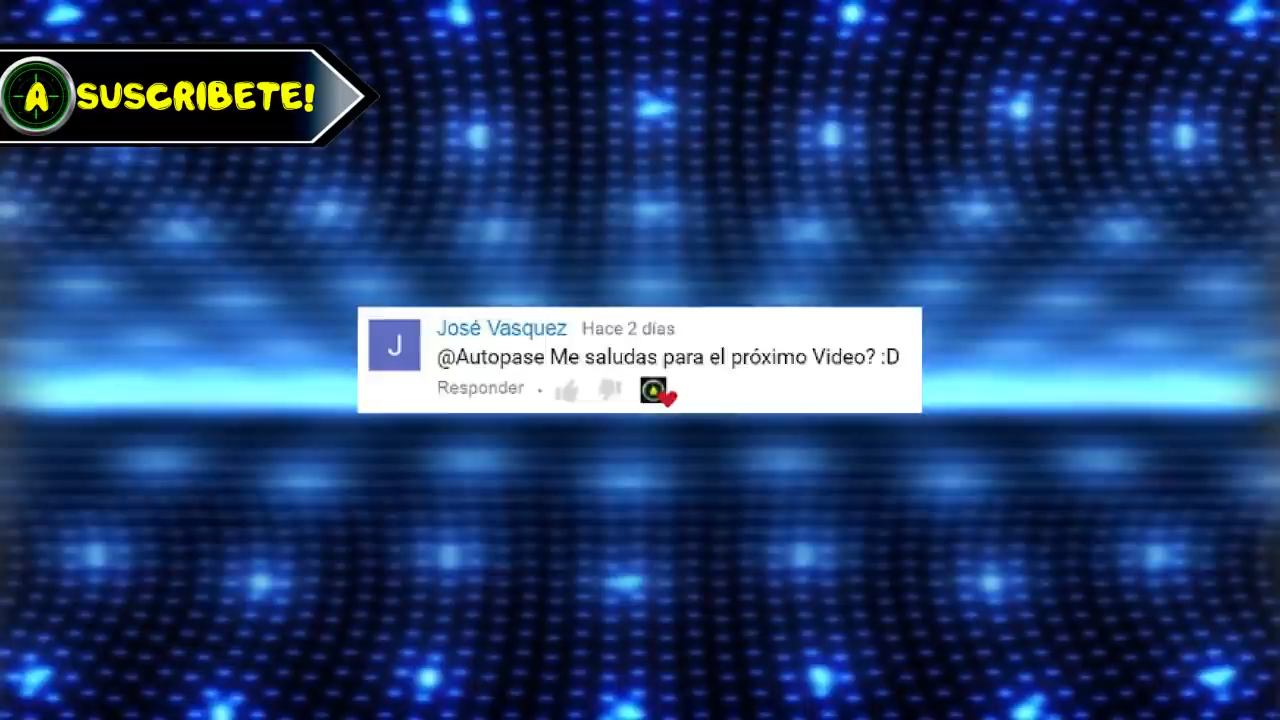 A SUSCRIBETE!
J
José Vasquez Hace 2 días
@Autopase Me saludas para el próximo Video? :D
Responder